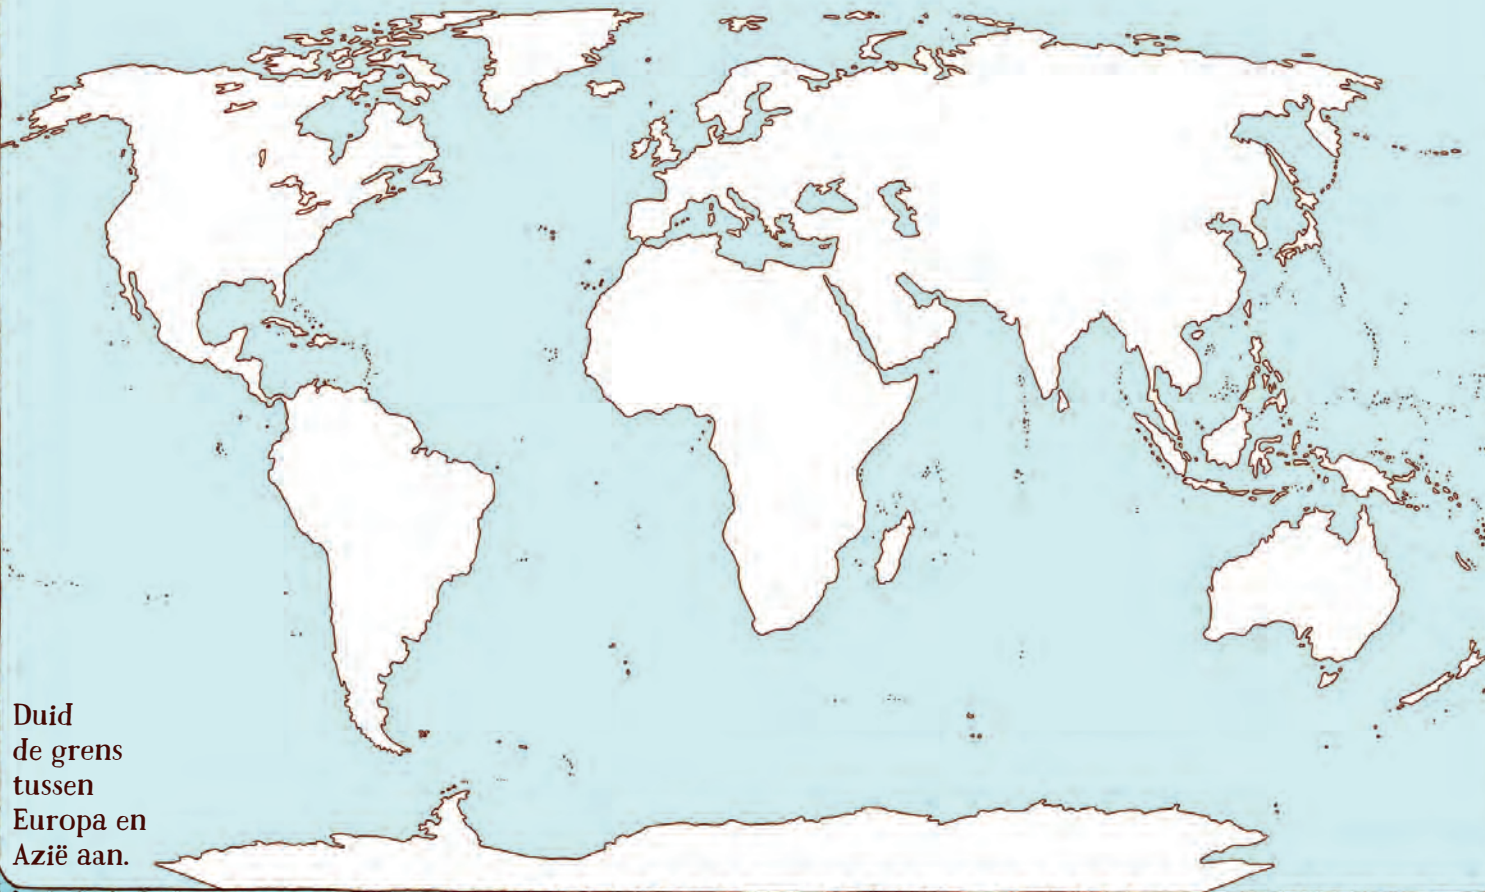 Duid
de grens
tussen
Europa en
Azië aan.